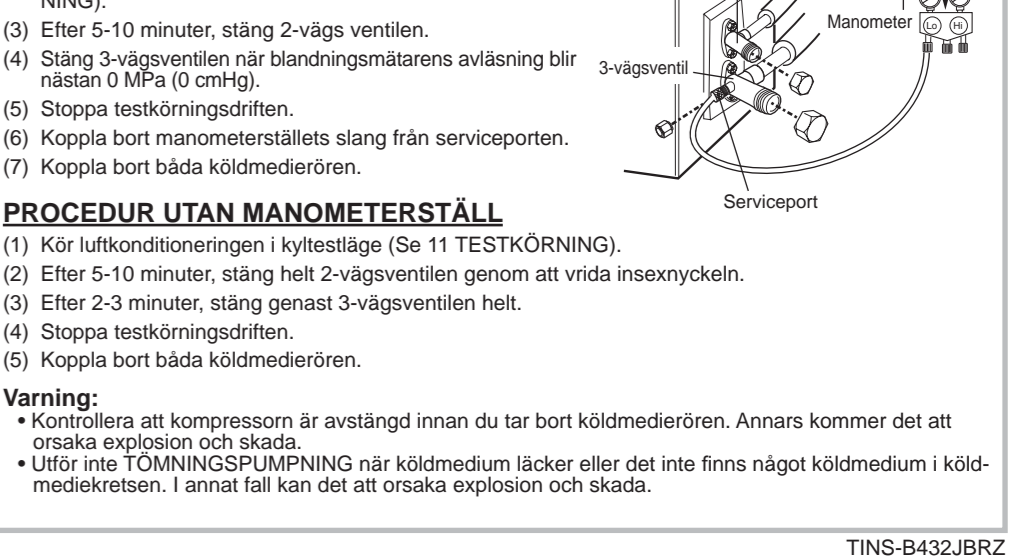 NING).
(3) Efter 5-10 minuter, stäng 2-vägs ventilen.
(4) Stäng 3-vägsventilen när blandningsmätarens avläsning blir
nästan 0 MPa (0 cmHg).
(5) Stoppa testkörningsdriften.
(6) Koppla bort manometerställets slang från serviceporten.
(7) Koppla bort båda köldmedierören.
Manometer
Lo
Hi
3-vägsventil
Serviceport
PROCEDUR UTAN MANOMETERSTÄLL
(1) Kör luftkonditioneringen i kyltestläge (Se 11 TESTKÖRNING).
(2) Efter 5-10 minuter, stäng helt 2-vägsventilen genom att vrida insexnyckeln.
(3) Efter 2-3 minuter, stäng genast 3-vägsventilen helt.
(4) Stoppa testkörningsdriften.
(5) Koppla bort båda köldmedierören.
Varning:
• Kontrollera att kompressorn är avstängd innan du tar bort köldmedierören. Annars kommer det att
orsaka explosion och skada.
• Utför inte TÖMNINGSPUMPNING när köldmedium läcker eller det inte finns något köldmedium i köld-
mediekretsen. I annat fall kan det att orsaka explosion och skada.
TINS-B432JBRZ